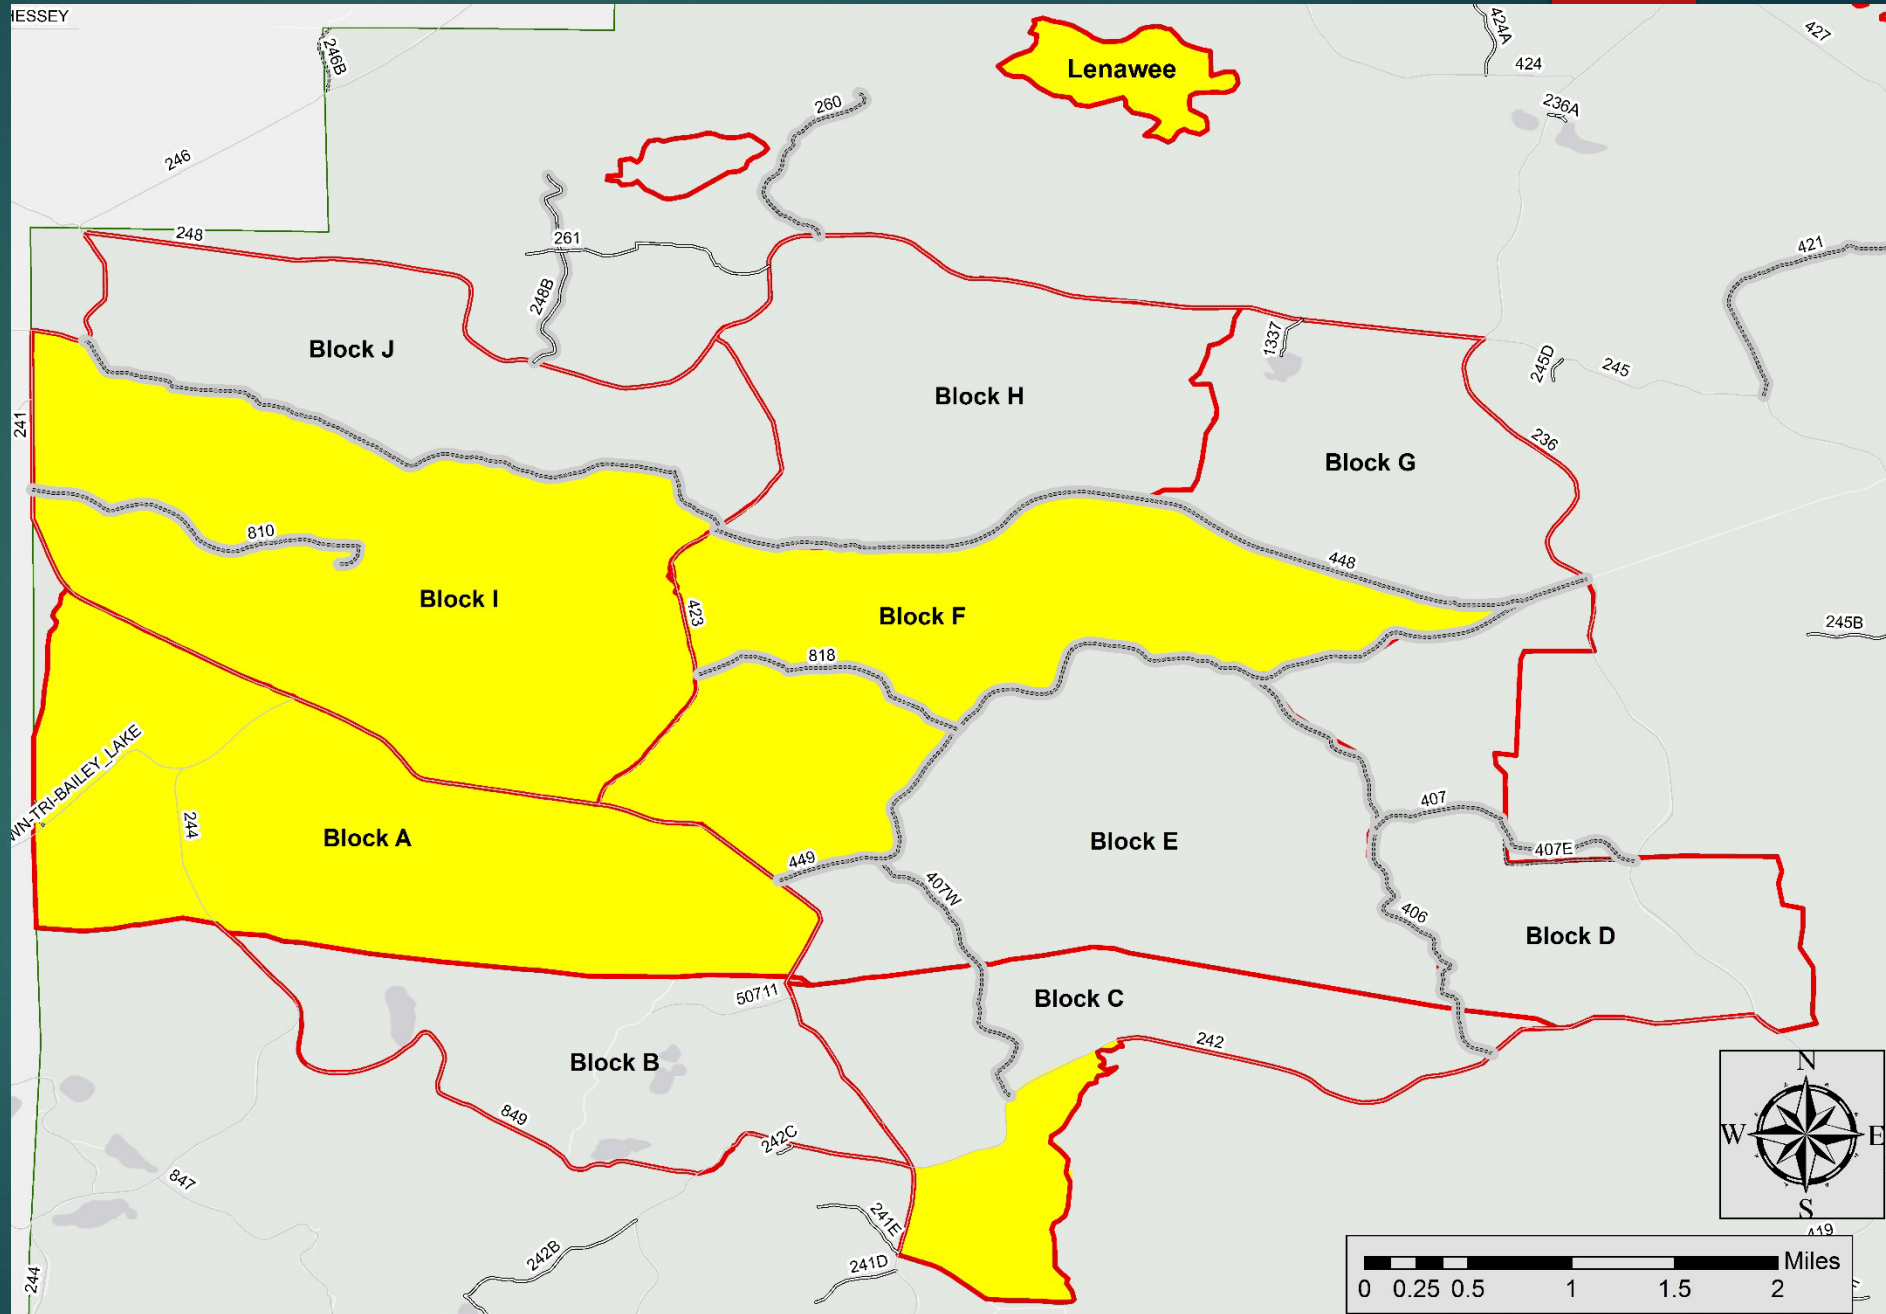 HESSEY
246B
Lenawee
424A
427
424
260
236A
246
248
261
421
248B
1337
Block J
245D
245
Block H
241
236
Block G
810
448
Block I
423
Block F
245B
818
WN-TRI-BAILEY_LAKE
407
244
Block A
Block E
407E
449
407W
406
Block D
50711
Block C
242
Block B
N
W
E
S
849
242C
847
241E
419
242B
241D
244
Miles
0 0.25 0.5 1 1.5 2